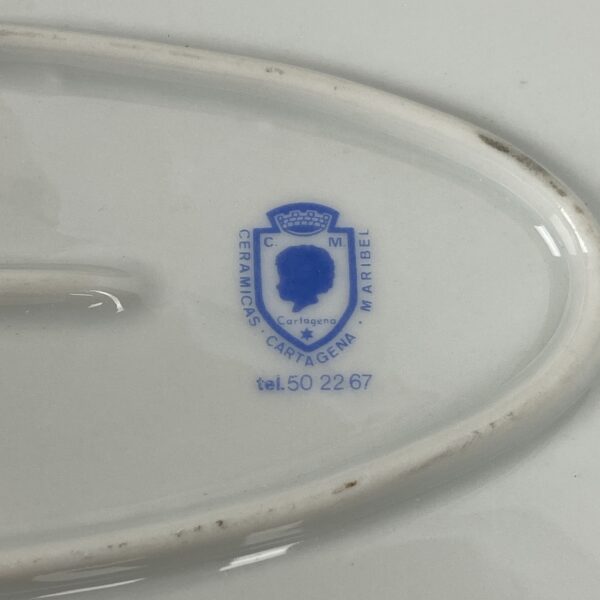 C. M.
Cartagena
CERAMICAS · CARTAGENA · MARIBEL
tel. 50 22 67